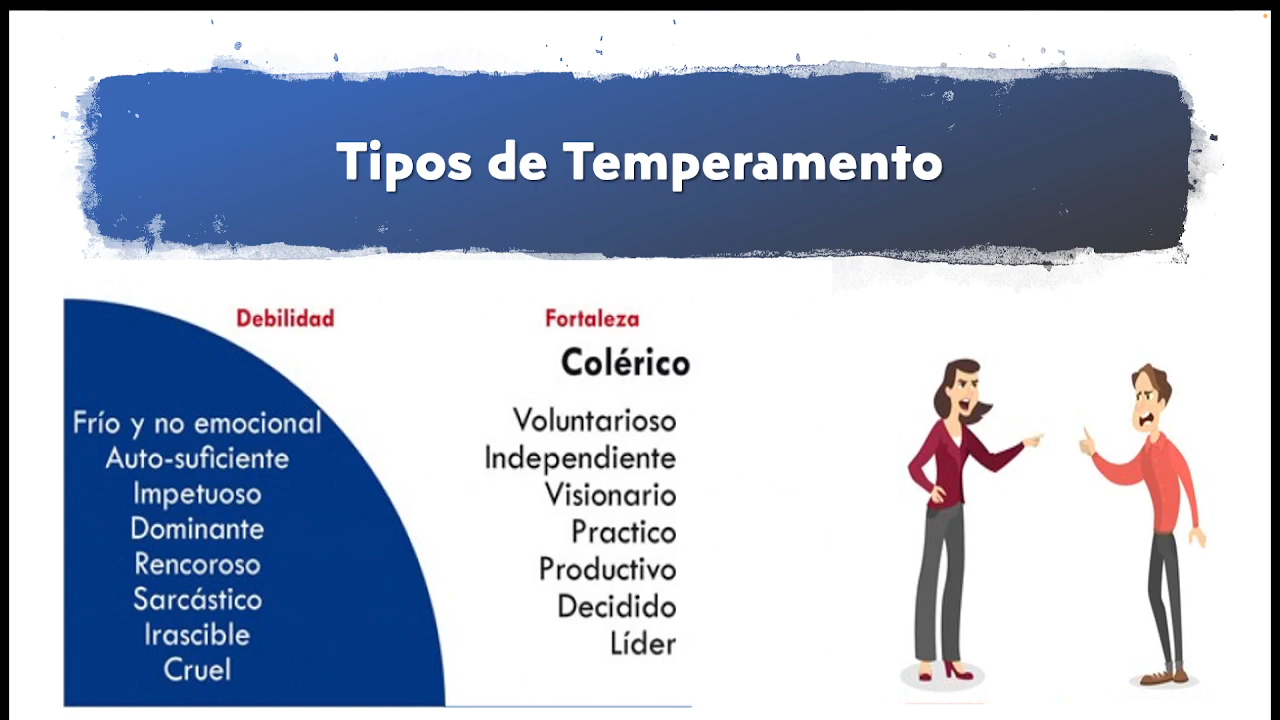 Tipos de Temperamento
Debilidad
Fortaleza
Colérico
Frío y no emocional
Auto-suficiente
Impetuoso
Dominante
Rencoroso
Sarcástico
Irascible
Cruel
Voluntarioso
Independiente
Visionario
Practico
Productivo
Decidido
Líder